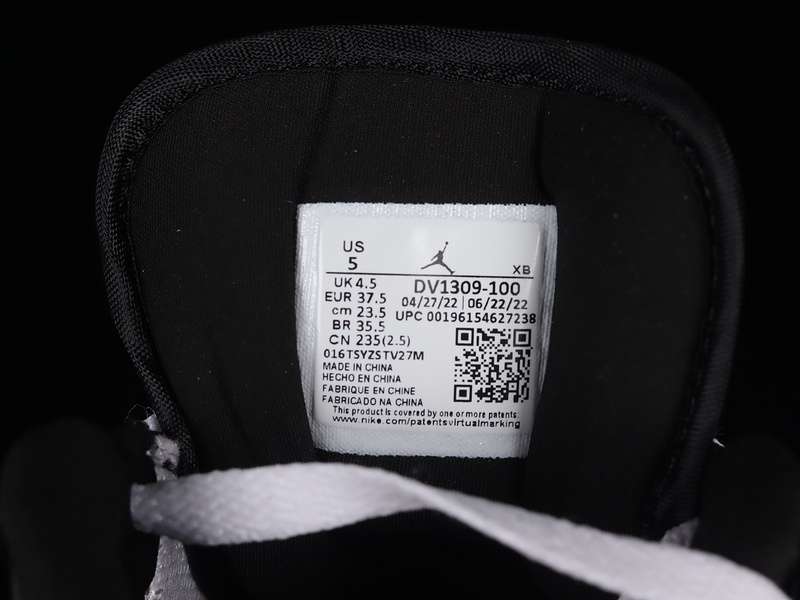 US
5
XB
UK 4.5
EUR 37.5
cm 23.5
BR 35.5
CN 235(2.5)
DV1309-100
04/27/22 | 06/22/22
UPC 00196154627238
016TSYZSTV27M
MADE IN CHINA
HECHO EN CHINA
FABRIQUE EN CHINE
FABRICADO NA CHINA
This product is covered by one or more patents.
www.nike.com/patentsvirtualmarking